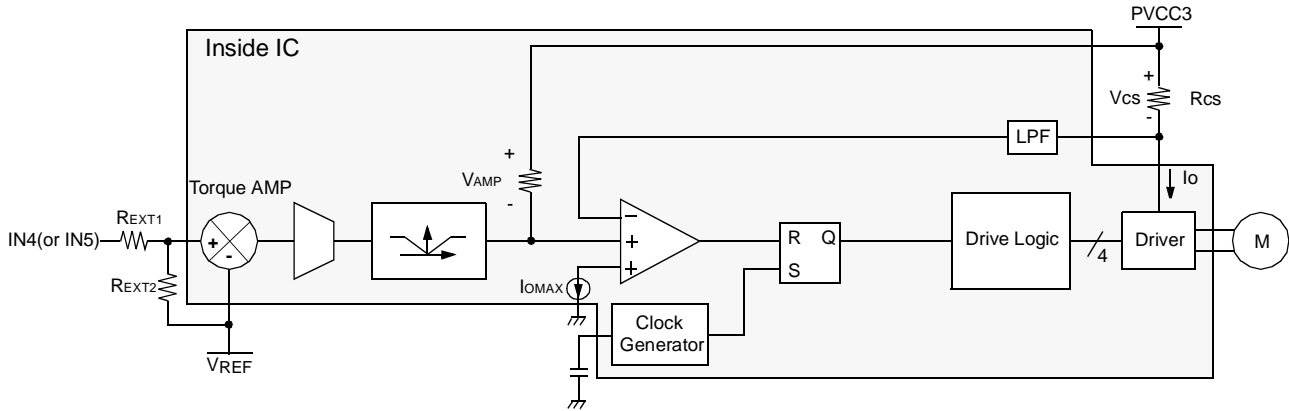 PVCC3
Inside IC
+
Vcs
Rcs
-
LPF
+
VAMP
-
Io
Torque AMP
REXT1
IN4(or IN5)
+
-
REXT2
VREF
-
+
+
IOMAX
R Q
S
Clock
Generator
Drive Logic
4
Driver
M